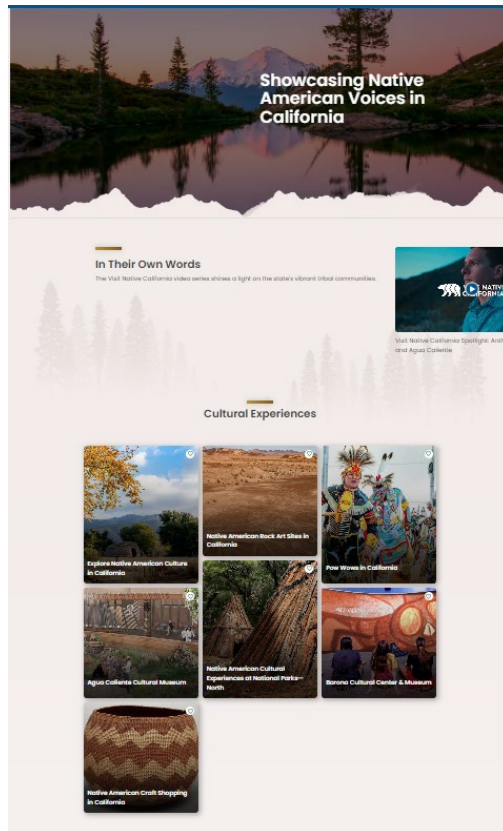 Showcasing Native
American Voices in
California
In Their Own Words
The Visit Native California video series shines a light on the state's vibrant tribal communities.
NATIVE
CALIFORNIA
Visit Native California Spotlight:
and Agua Caliente
Cultural Experiences
Explore Native American Culture
in California
Native American Rock Art Sites in
California
Pow Wows in California
Agua Caliente Cultural Museum
Native American Cultural
Experiences at National Parks—
North
Barona Cultural Center & Museum
Native American Craft Shopping
in California